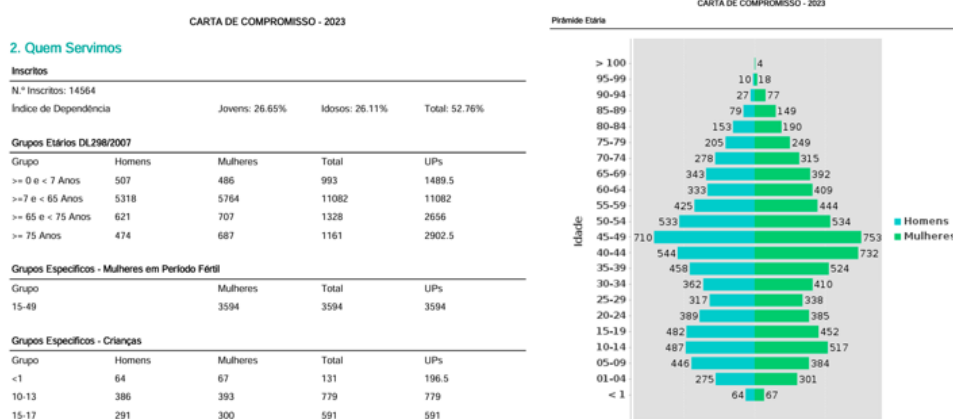 CARTA DE COMPROMISSO - 2023
2. Quem Servimos
Inscritos
N.º Inscritos: 14564
Índice de Dependência Jovens: 26.65% Idosos: 26.11% Total: 52.76%
Grupos Etários DL298/2007
Grupo Homens Mulheres Total UPs
>= 0 e < 7 Anos 507 486 993 1489.5
>=7 e < 65 Anos 5318 5764 11082 11082
>= 65 e < 75 Anos 621 707 1328 2656
>= 75 Anos 474 687 1161 2902.5
Grupos Específicos - Mulheres em Período Fértil
Grupo Mulheres Total UPs
15-49 3594 3594 3594
Grupos Específicos - Crianças
Grupo Homens Mulheres Total UPs
<1 64 67 131 196.5
10-13 386 393 779 779
15-17 291 300 591 591
CARTA DE COMPROMISSO - 2023
Pirâmide Etária
> 100 4
95-99 10 18
90-94 27 77
85-89 79 149
80-84 153 190
75-79 205 249
70-74 278 315
65-69 343 392
60-64 333 409
55-59 425 444
50-54 533 534
45-49 710 753
40-44 544 732
35-39 458 524
30-34 362 410
25-29 317 338
20-24 389 385
15-19 482 452
10-14 487 517
05-09 446 384
01-04 275 301
< 1 64 67
Idade
Homens
Mulheres